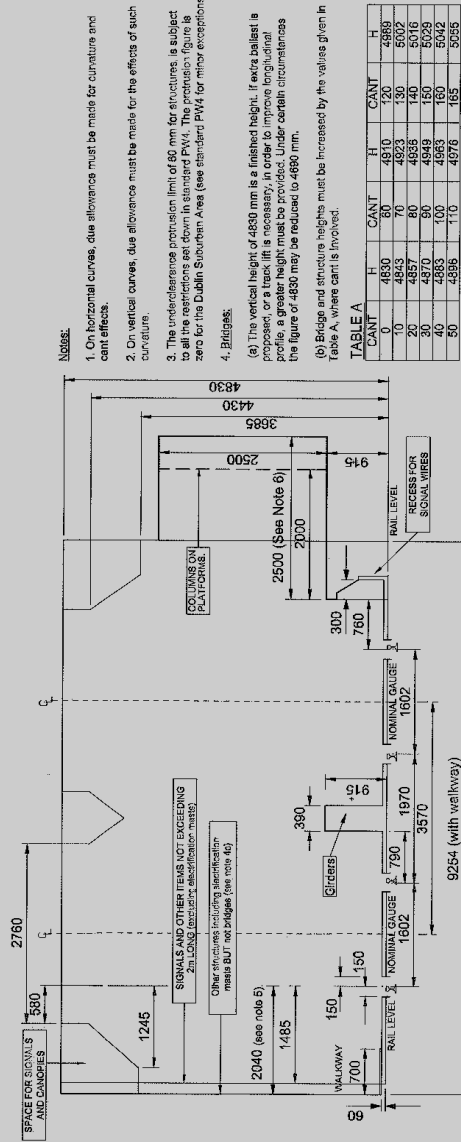 SPACE FOR SIGNALS
AND CANOPIES
580
2760
1245
SIGNALS AND OTHER ITEMS NOT EXCEEDING
2m LONG (excluding electrification masts)
Other structures including electrification
masts BUT not bridges (see note 4c)
2040 (see note 5)
1485
150
150
WALKWAY
700
60
RAIL LEVEL
NOMINAL GAUGE
1602
390
915
Girders
790
1970
3570
NOMINAL GAUGE
1602
9254 (with walkway)
COLUMNS ON
PLATFORMS.
2500
2500 (See Note 6)
2000
300
760
915
RAIL LEVEL
RECESS FOR
SIGNAL WIRES
3685
4430
4830
Notes:
1. On horizontal curves, due allowance must be made for curvature and
cant effects.
2. On vertical curves, due allowance must be made for the effects of such
curvature.
3. The underclearance protrusion limit of 60 mm for structures, is subject
to all the restrictions set down in standard PW4. The protrusion figure is
zero for the Dublin Suburban Area (see standard PW4 for minor exceptions
4. Bridges:
(a) The vertical height of 4830 mm is a finished height. If extra ballast is
proposed, or a track lift is necessary, in order to improve longitudinal
profile, a greater height must be provided. Under certain circumstances
the figure of 4830 may be reduced to 4690 mm.
(b) Bridge and structure heights must be increased by the values given in
Table A, where cant is involved.
TABLE A
CANT H CANT H CANT H
0 4830 60 4910 120 4989
10 4843 70 4923 130 5002
20 4857 80 4936 140 5016
30 4870 90 4949 150 5029
40 4883 100 4963 160 5042
50 4896 110 4976 165 5055